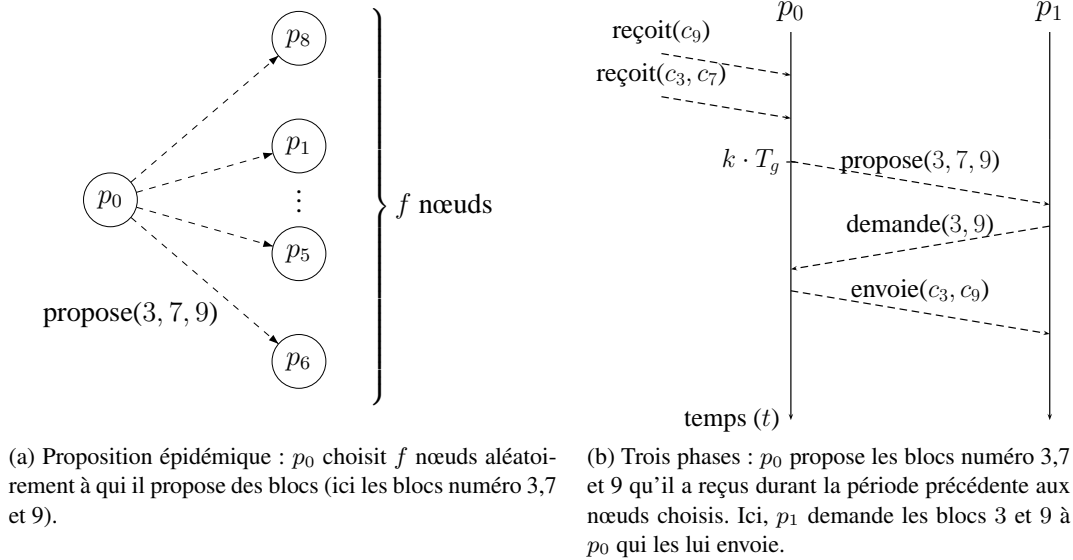 p₈
p₁
⋮
p₀
p₅
p₆
f nœuds
propose(3, 7, 9)
p₀
p₁
reçoit(c₉)
reçoit(c₃, c₇)
k · T_g
propose(3, 7, 9)
demande(3, 9)
envoie(c₃, c₉)
temps (t)
(a) Proposition épidémique : p₀ choisit f nœuds aléatoi-
rement à qui il propose des blocs (ici les blocs numéro 3,7
et 9).
(b) Trois phases : p₀ propose les blocs numéro 3,7
et 9 qu'il a reçus durant la période précédente aux
nœuds choisis. Ici, p₁ demande les blocs 3 et 9 à
p₀ qui les lui envoie.